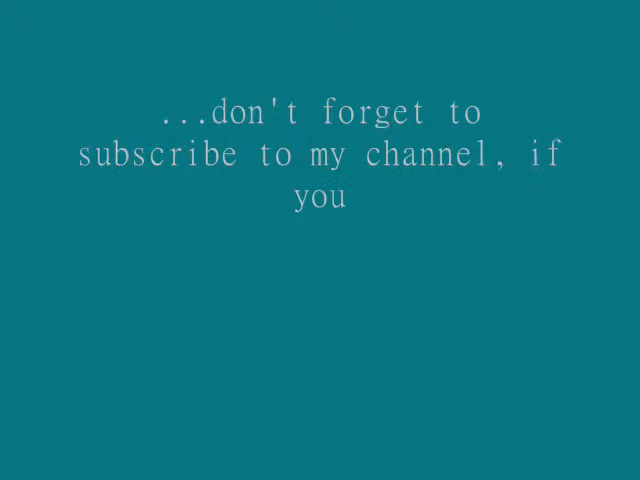 ...don't forget to
subscribe to my channel, if
you